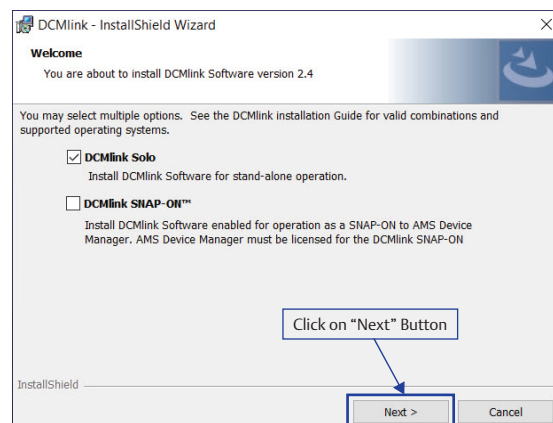 DCMlink - InstallShield Wizard
Welcome
You are about to install DCMlink Software version 2.4
You may select multiple options.  See the DCMlink installation Guide for valid combinations and
supported operating systems.
DCMlink Solo
Install DCMlink Software for stand-alone operation.
DCMlink SNAP-ON™
Install DCMlink Software enabled for operation as a SNAP-ON to AMS Device
Manager. AMS Device Manager must be licensed for the DCMlink SNAP-ON
Click on “Next” Button
InstallShield
Next >
Cancel